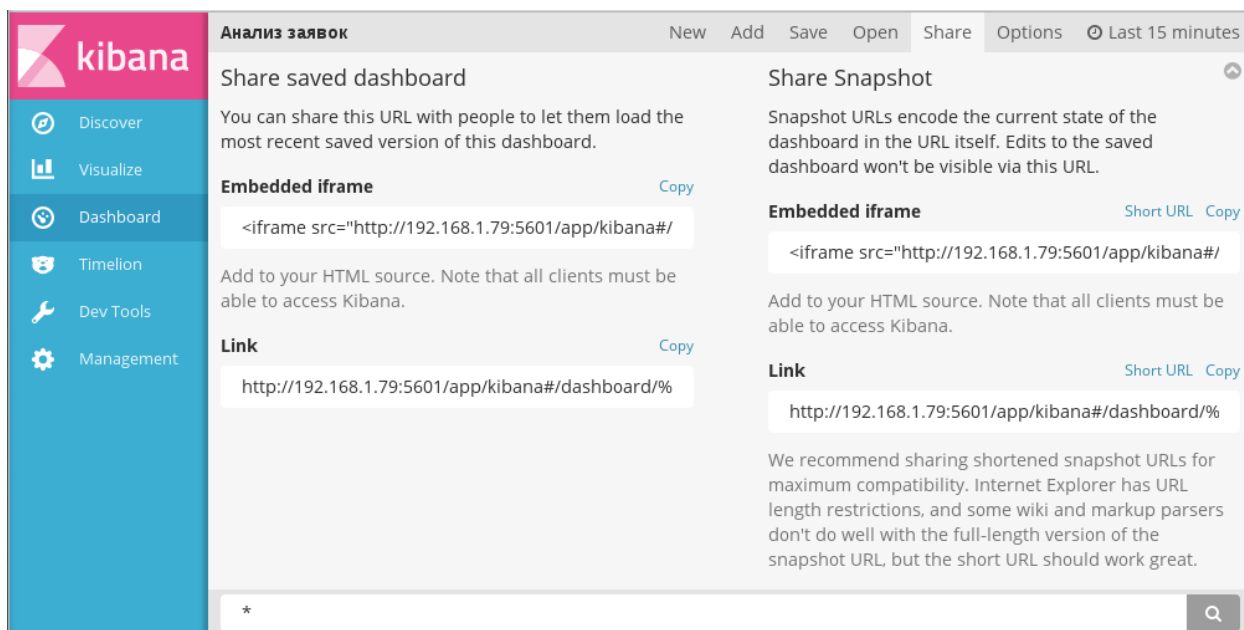 kibana
Discover
Visualize
Dashboard
Timelion
Dev Tools
Management
Анализ заявок
New Add Save Open Share Options Last 15 minutes
Share saved dashboard
You can share this URL with people to let them load the
most recent saved version of this dashboard.
Embedded iframe Copy
<iframe src="http://192.168.1.79:5601/app/kibana#/
Add to your HTML source. Note that all clients must be
able to access Kibana.
Link Copy
http://192.168.1.79:5601/app/kibana#/dashboard/%
Share Snapshot
Snapshot URLs encode the current state of the
dashboard in the URL itself. Edits to the saved
dashboard won't be visible via this URL.
Embedded iframe Short URL Copy
<iframe src="http://192.168.1.79:5601/app/kibana#/
Add to your HTML source. Note that all clients must be
able to access Kibana.
Link Short URL Copy
http://192.168.1.79:5601/app/kibana#/dashboard/%
We recommend sharing shortened snapshot URLs for
maximum compatibility. Internet Explorer has URL
length restrictions, and some wiki and markup parsers
don't do well with the full-length version of the
snapshot URL, but the short URL should work great.
*